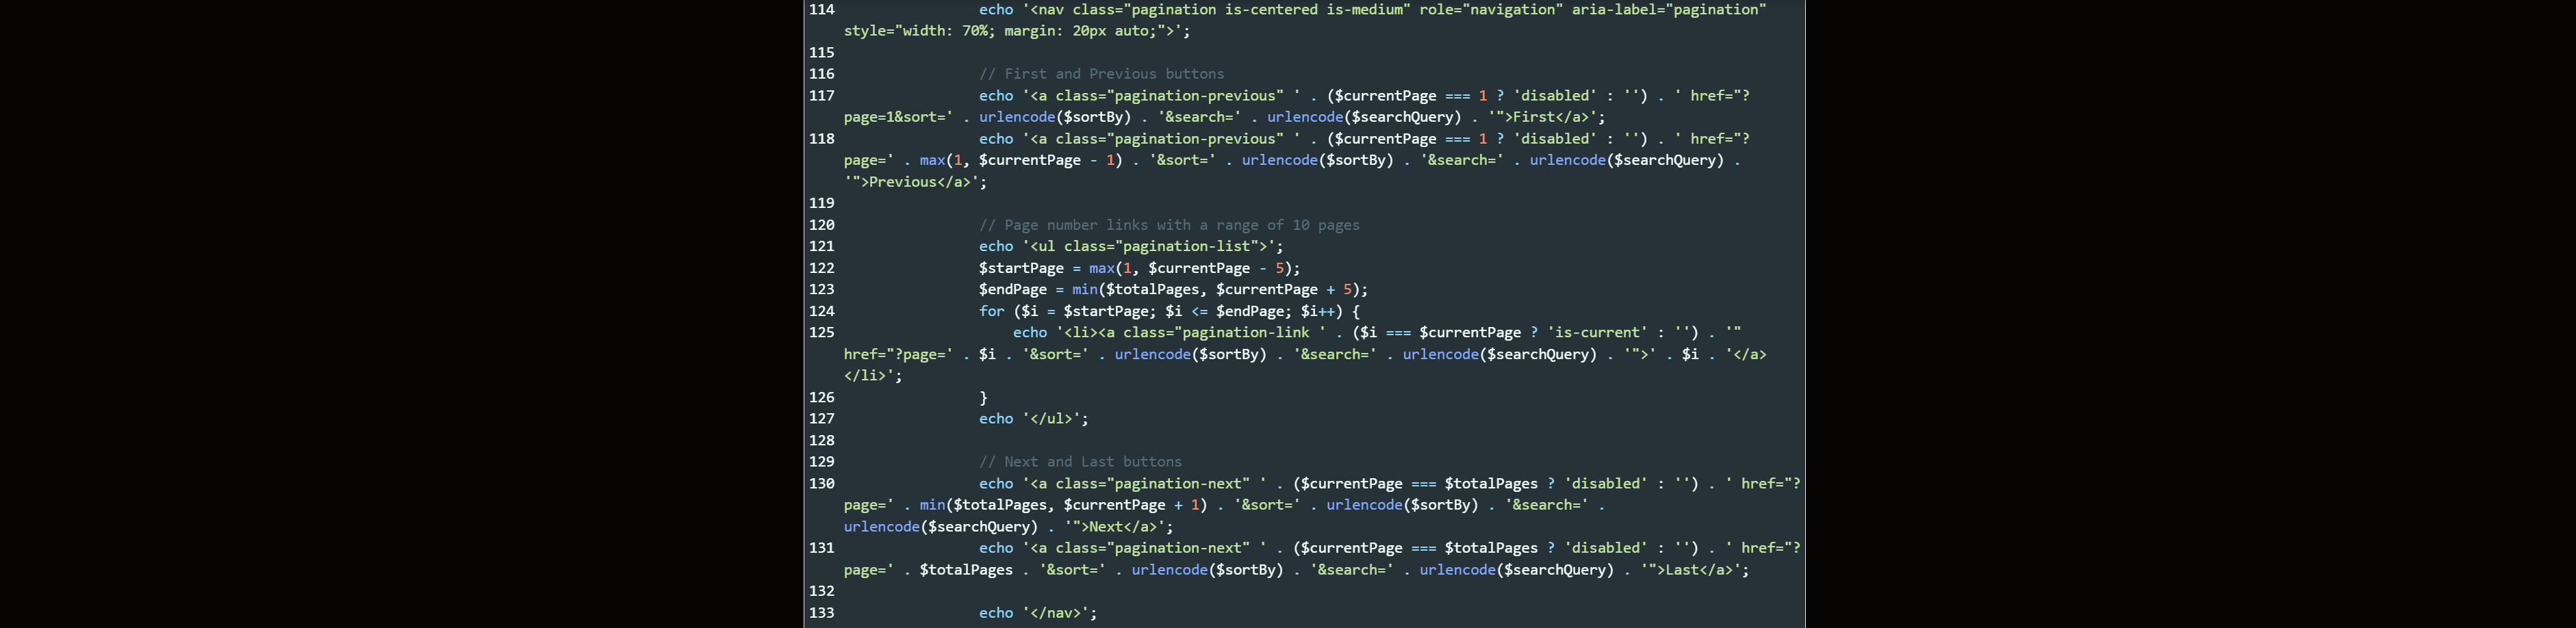 114 echo '<nav class="pagination is-centered is-medium" role="navigation" aria-label="pagination"
style="width: 70%; margin: 20px auto;">';
115
116 // First and Previous buttons
117 echo '<a class="pagination-previous" ' . ($currentPage === 1 ? 'disabled' : '') . ' href="?
page=1&sort=' . urlencode($sortBy) . '&search=' . urlencode($searchQuery) . '">First</a>';
118 echo '<a class="pagination-previous" ' . ($currentPage === 1 ? 'disabled' : '') . ' href="?
page=' . max(1, $currentPage - 1) . '&sort=' . urlencode($sortBy) . '&search=' . urlencode($searchQuery) .
'">Previous</a>';
119
120 // Page number links with a range of 10 pages
121 echo '<ul class="pagination-list">';
122 $startPage = max(1, $currentPage - 5);
123 $endPage = min($totalPages, $currentPage + 5);
124 for ($i = $startPage; $i <= $endPage; $i++) {
125 echo '<li><a class="pagination-link ' . ($i === $currentPage ? 'is-current' : '') . '"
href="?page=' . $i . '&sort=' . urlencode($sortBy) . '&search=' . urlencode($searchQuery) . '">' . $i . '</a>
</li>';
126 }
127 echo '</ul>';
128
129 // Next and Last buttons
130 echo '<a class="pagination-next" ' . ($currentPage === $totalPages ? 'disabled' : '') . ' href="?
page=' . min($totalPages, $currentPage + 1) . '&sort=' . urlencode($sortBy) . '&search=' .
urlencode($searchQuery) . '">Next</a>';
131 echo '<a class="pagination-next" ' . ($currentPage === $totalPages ? 'disabled' : '') . ' href="?
page=' . $totalPages . '&sort=' . urlencode($sortBy) . '&search=' . urlencode($searchQuery) . '">Last</a>';
132
133 echo '</nav>';